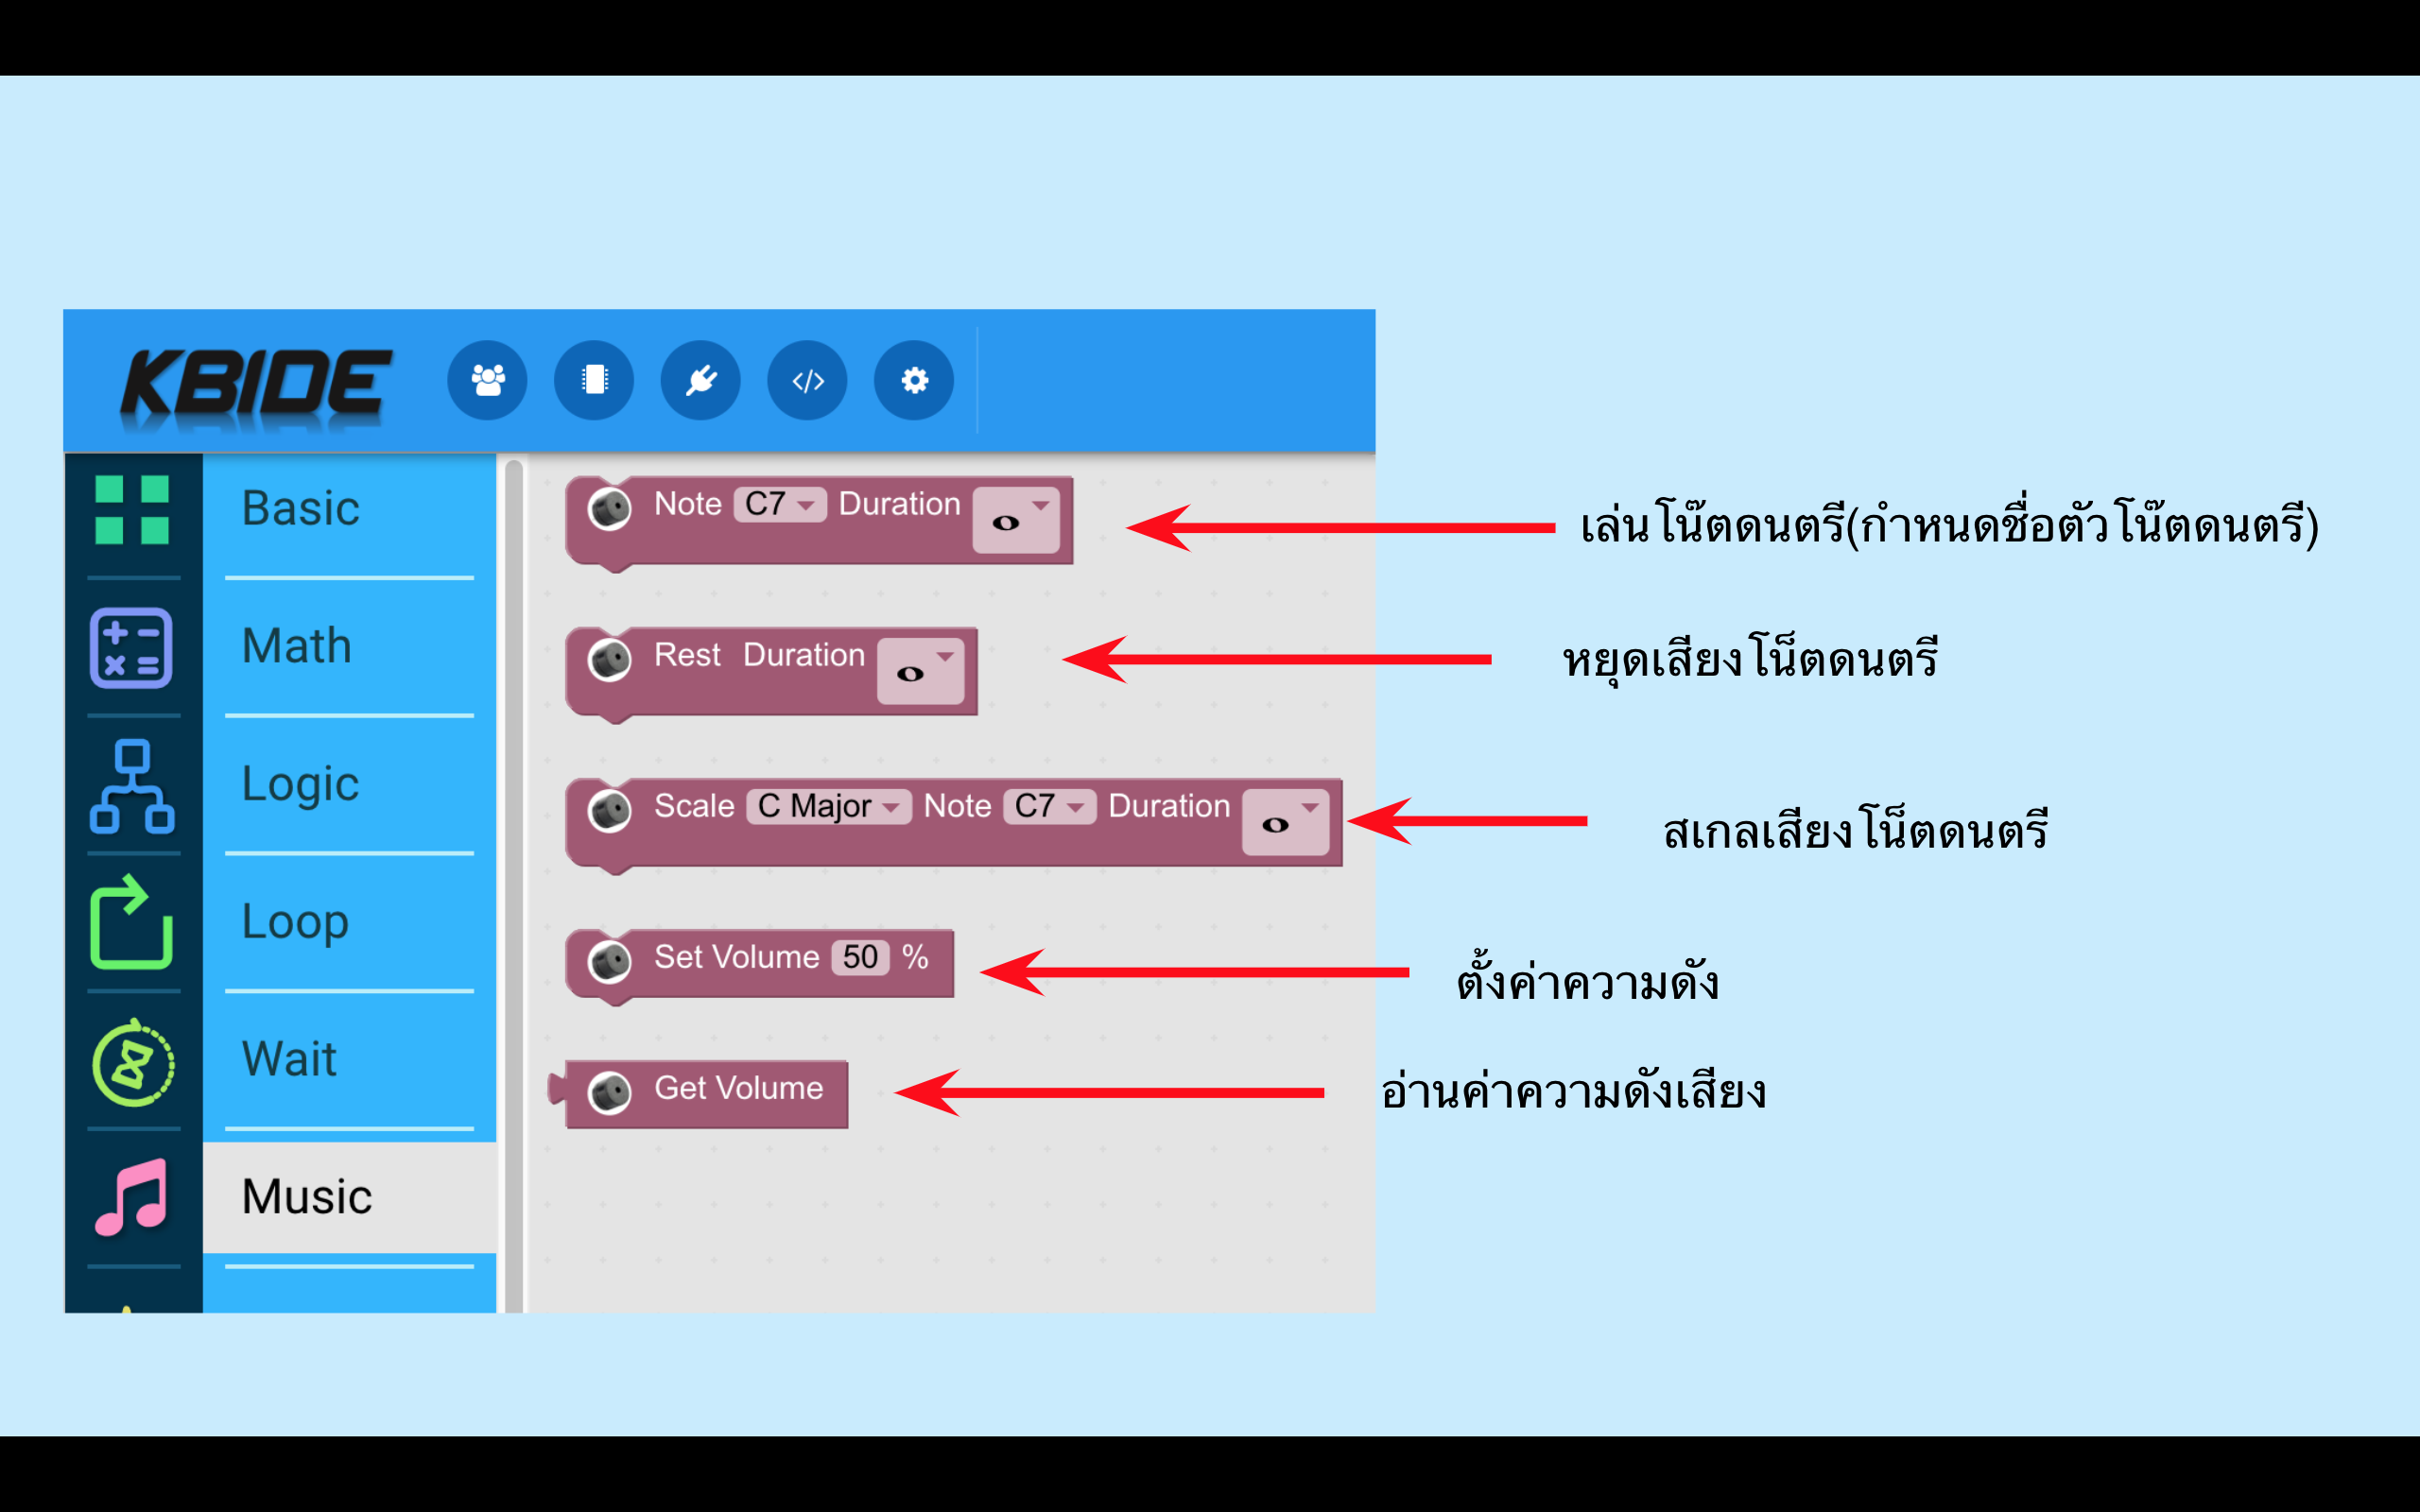 KBIDE
Basic
Math
Logic
Loop
Wait
Music
Note C7 Duration
เล่นโน๊ตดนตรี(กำหนดชื่อตัวโน๊ตดนตรี)
Rest Duration
หยุดเสียงโน็ตดนตรี
Scale C Major Note C7 Duration
สเกลเสียงโน็ตดนตรี
Set Volume 50 %
ตั้งค่าความดัง
Get Volume
อ่านค่าความดังเสียง